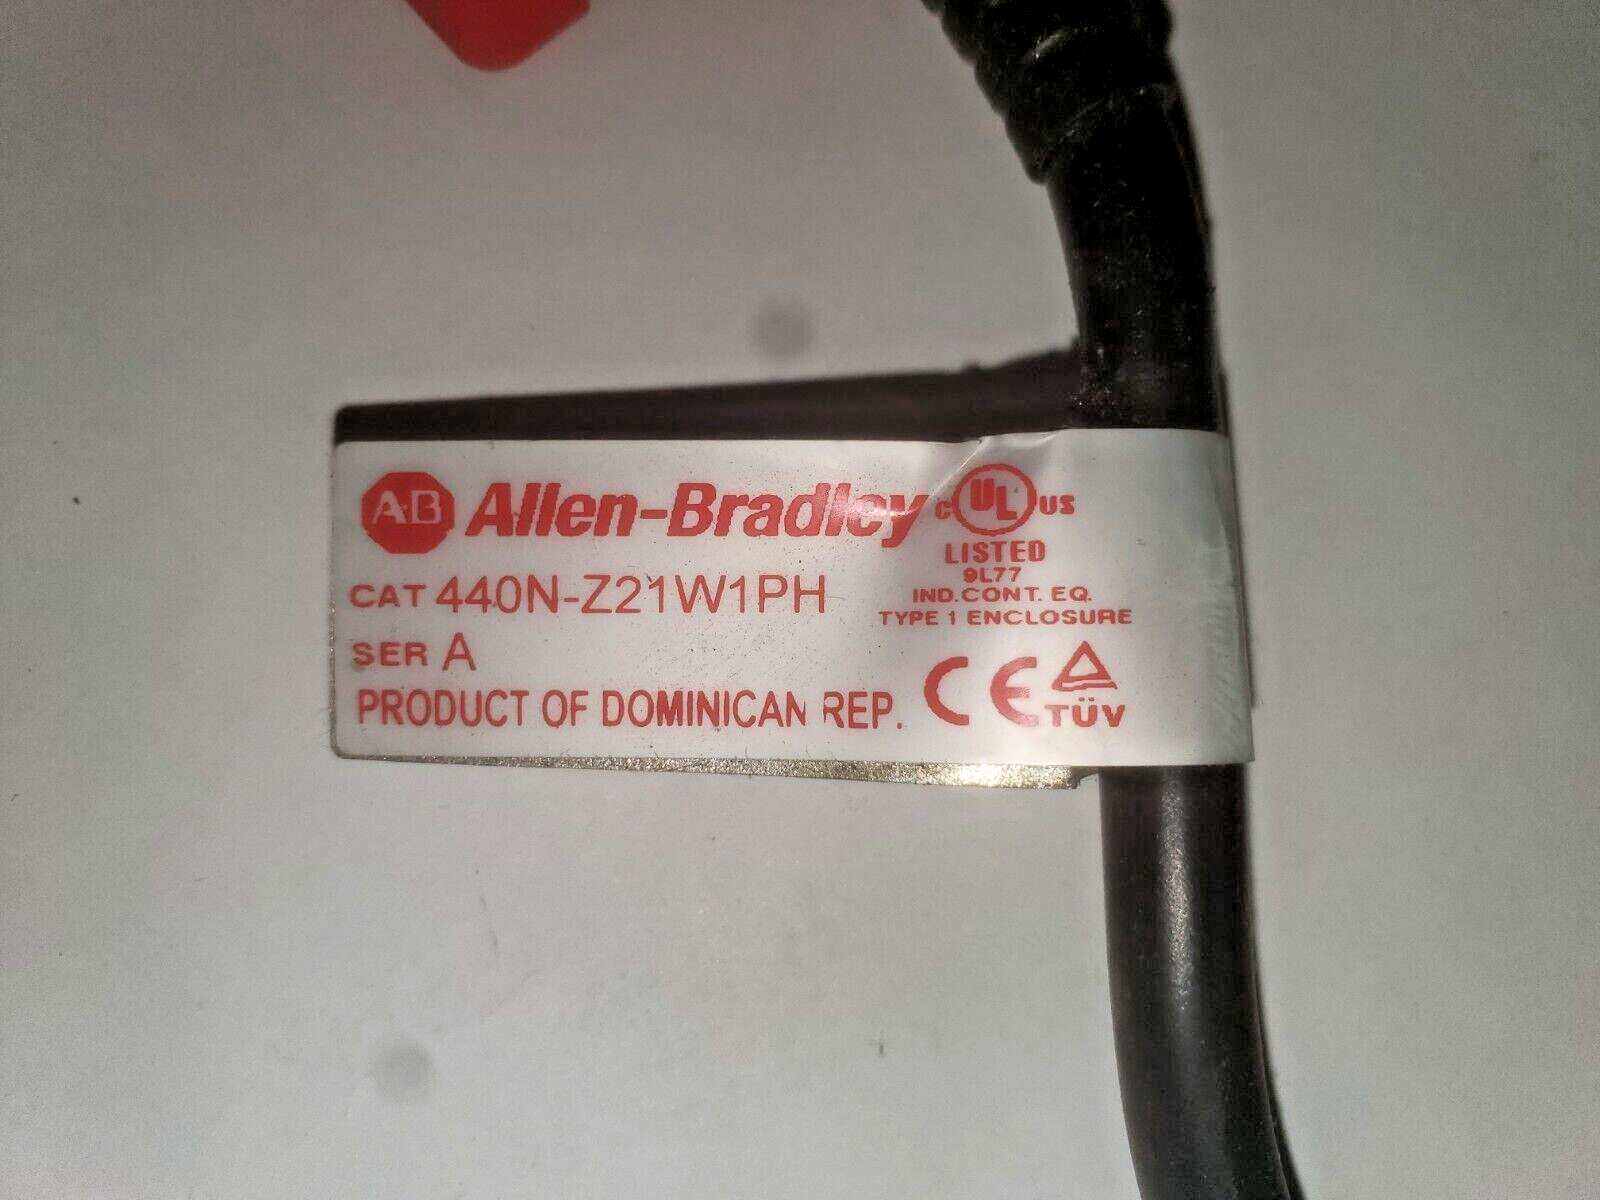 AB Allen-Bradley
CAT 440N-Z21W1PH
SER A
PRODUCT OF DOMINICAN REP.
C UL US
LISTED
9L77
IND.CONT. EQ.
TYPE 1 ENCLOSURE
CE TÜV